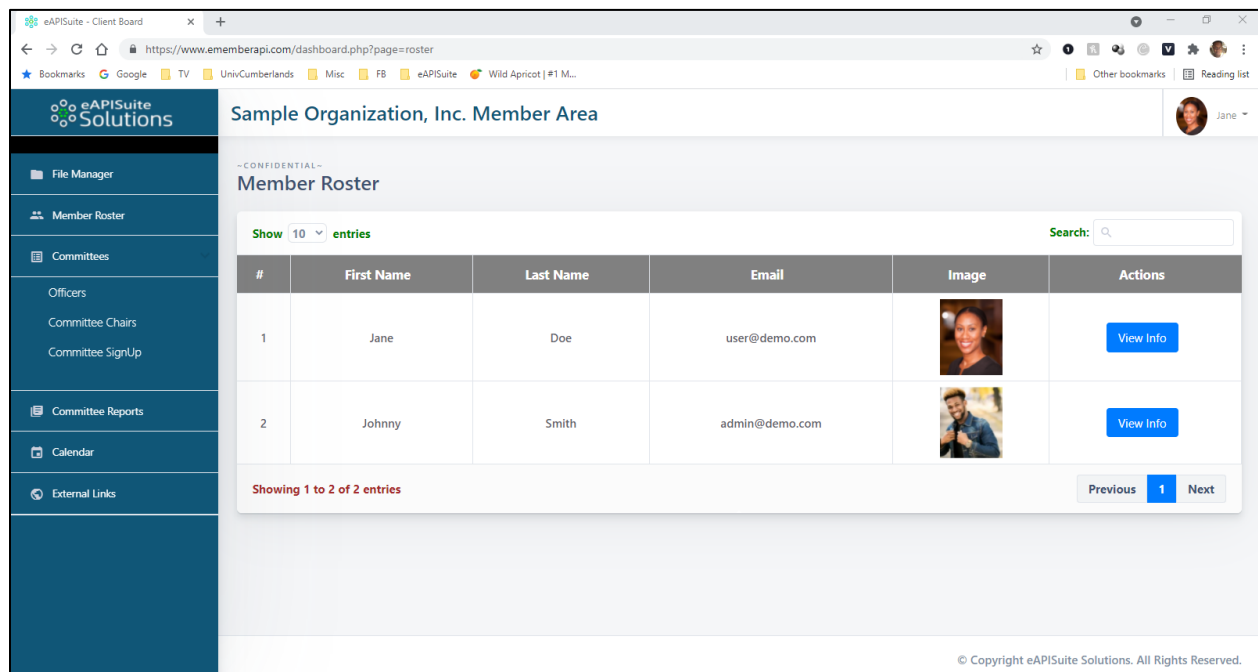 eAPISuite - Client Board
https://www.ememberapi.com/dashboard.php?page=roster
Bookmarks Google TV UnivCumberlands Misc FB eAPISuite Wild Apricot | #1 M... Other bookmarks Reading list
eAPISuite
Solutions
Sample Organization, Inc. Member Area
Jane
File Manager
Member Roster
Committees
Officers
Committee Chairs
Committee SignUp
Committee Reports
Calendar
External Links
~CONFIDENTIAL~
Member Roster
Show 10 entries Search:
# First Name Last Name Email Image Actions
1 Jane Doe user@demo.com View Info
2 Johnny Smith admin@demo.com View Info
Showing 1 to 2 of 2 entries Previous 1 Next
© Copyright eAPISuite Solutions. All Rights Reserved.